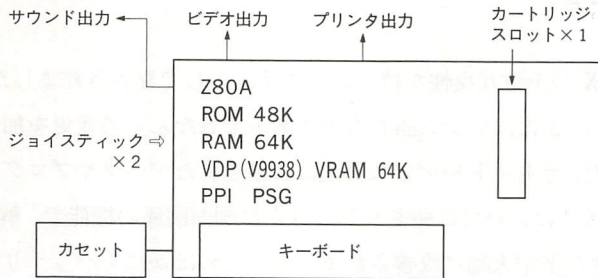 サウンド出力
ビデオ出力
プリンタ出力
カートリッジ
スロット×1
Z80A
ROM 48K
RAM 64K
VDP(V9938) VRAM 64K
PPI PSG
ジョイスティック
×2
カセット
キーボード